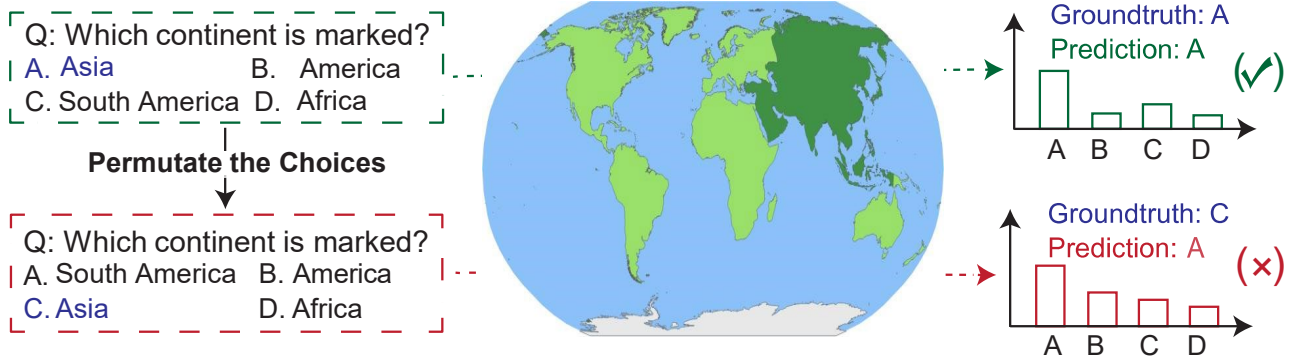 Q: Which continent is marked?
A. Asia B. America
C. South America D. Africa
Permutate the Choices
Q: Which continent is marked?
A. South America B. America
C. Asia D. Africa
Groundtruth: A
Prediction: A
(✓)
A B C D
Groundtruth: C
Prediction: A
(×)
A B C D